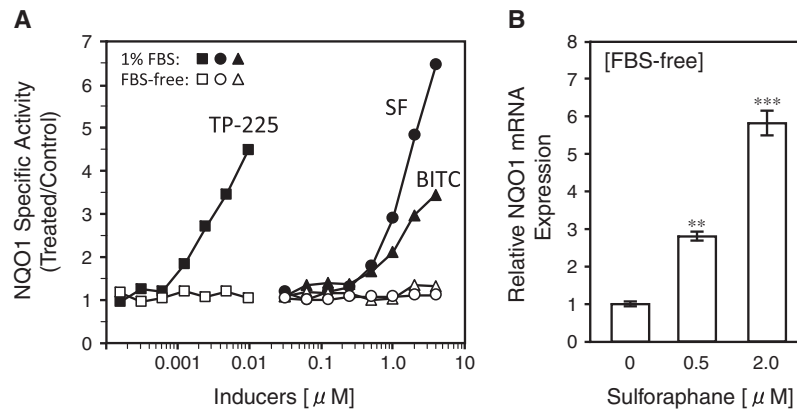 A
NQO1 Specific Activity
(Treated/Control)
7
6
5
4
3
2
1
0
1% FBS:
FBS-free:
TP-225
SF
BITC
0.001
0.01
0.1
1.0
10
Inducers [ μ M]
B
Relative NQO1 mRNA
Expression
8
7
6
5
4
3
2
1
0
[FBS-free]
**
***
0
0.5
2.0
Sulforaphane [ μ M]